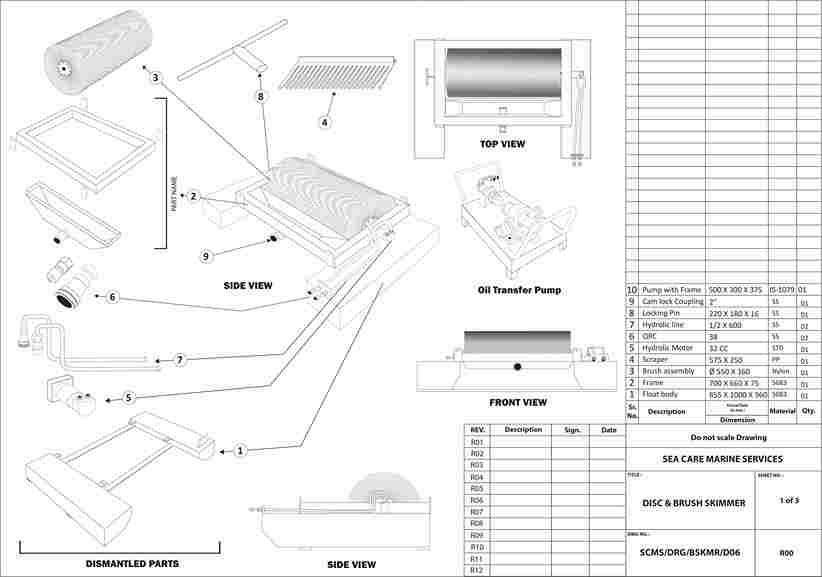 3
8
4
TOP VIEW
PART NAME
2
9
SIDE VIEW
Oil Transfer Pump
6
7
5
FRONT VIEW
1
DISMANTLED PARTS
SIDE VIEW
10 Pump with Frame 500 X 300 X 375 IS-1079 01
9 Cam lock Coupling 2" SS 01
8 Locking Pin 220 X 180 X 16 SS 01
7 Hydrolic line 1/2 X 600 SS 02
6 QRC 38 SS 02
5 Hydrolic Motor 32 CC STD 01
4 Scraper 575 X 250 PP 01
3 Brush assembly Ø 550 X 360 Nylon 01
2 Frame 700 X 660 X 75 5083 01
1 Float body 855 X 1000 X 960 5083 01
Sr. No. Description Dimension Material Qty.
REV. Description Sign. Date
R01
R02
R03
R04
R05
R06
R07
R08
R09
R10
R11
R12
Do not scale Drawing
SEA CARE MARINE SERVICES
TITLE :-
SHEET NO. :-
DISC & BRUSH SKIMMER
1 of 3
DRG NO. :-
SCMS/DRG/BSKMR/D06
R00